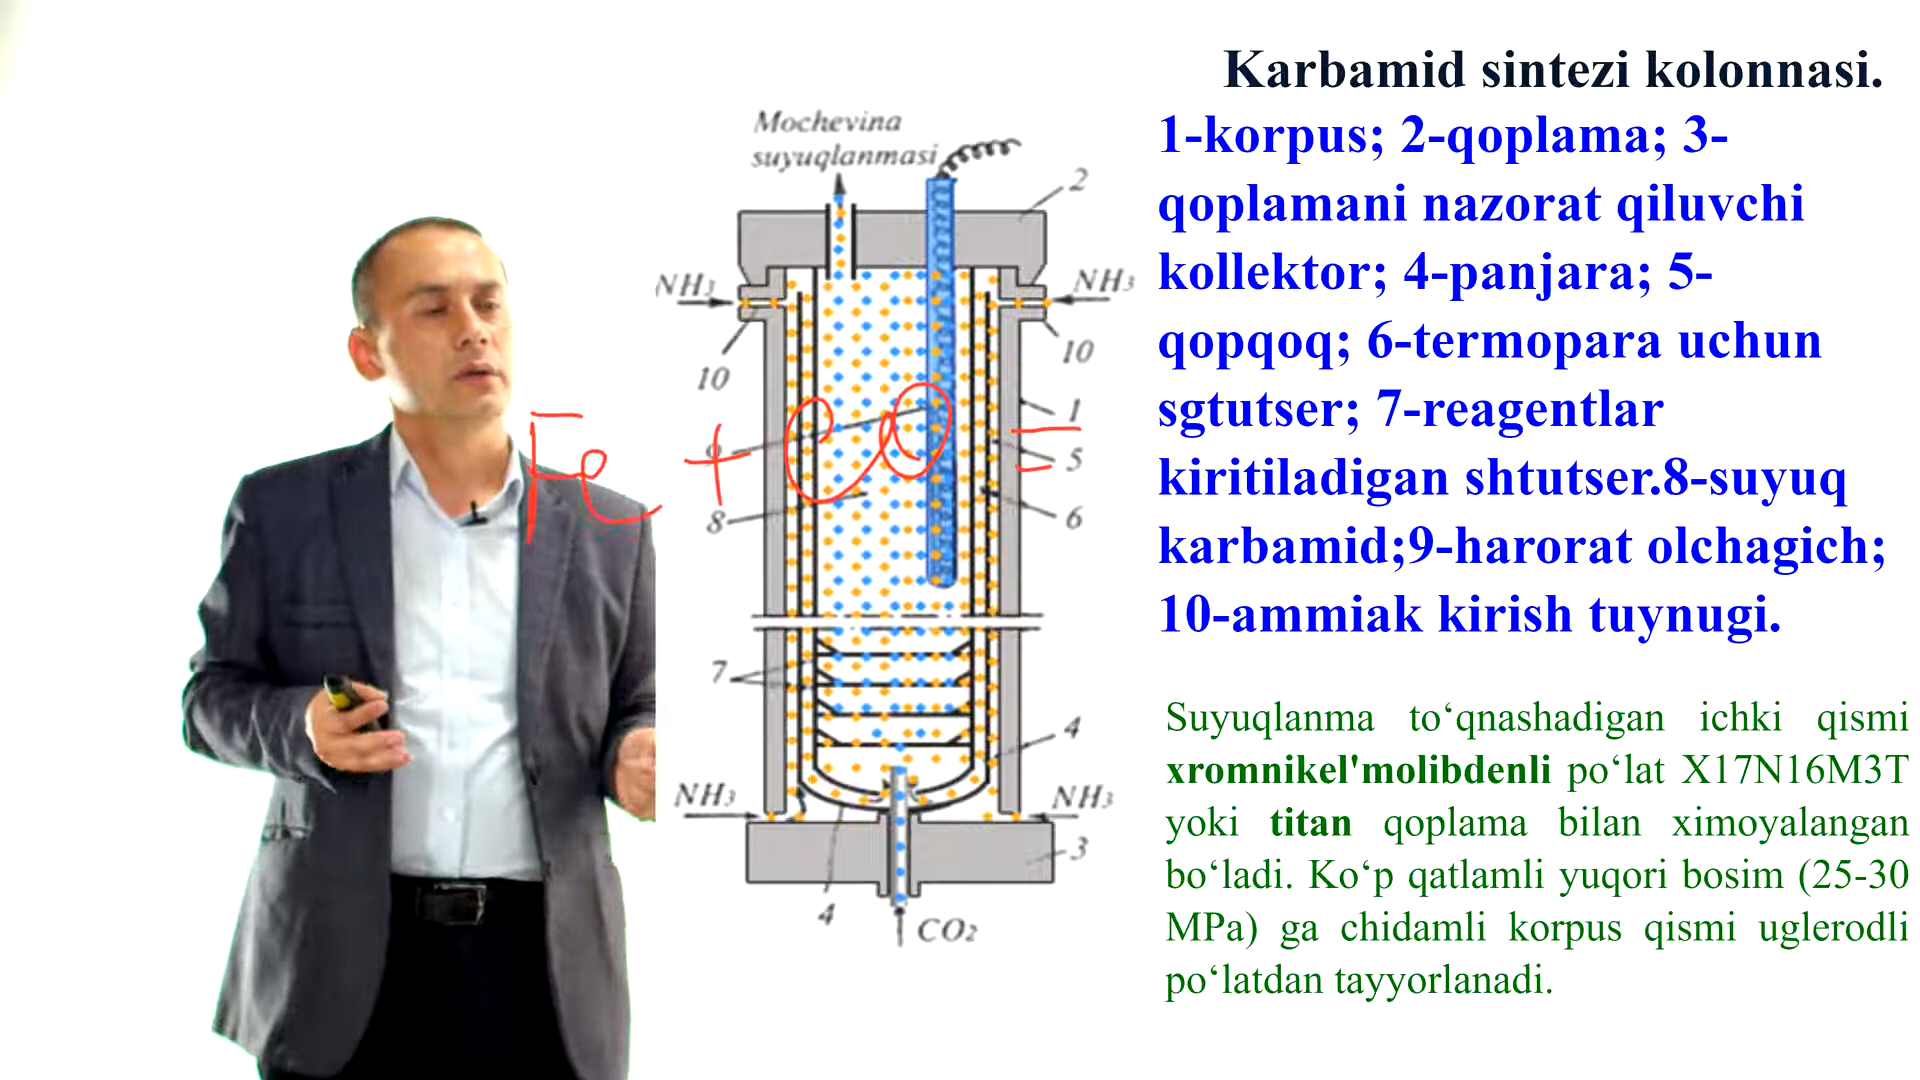 Karbamid sintezi kolonnasi.
1-korpus; 2-qoplama; 3-
qoplamani nazorat qiluvchi
kollektor; 4-panjara; 5-
qopqoq; 6-termopara uchun
sgtutser; 7-reagentlar
kiritiladigan shtutser.8-suyuq
karbamid;9-harorat olchagich;
10-ammiak kirish tuynugi.
Suyuqlanma to‘qnashadigan ichki qismi
xromnikel'molibdenli po‘lat X17N16M3T
yoki titan qoplama bilan ximoyalangan
bo‘ladi. Ko‘p qatlamli yuqori bosim (25-30
MPa) ga chidamli korpus qismi uglerodli
po‘latdan tayyorlanadi.
Mochevina
suyuqlanmasi
2
NH₃
NH₃
10
10
1
Fe + CO =
9
5
8
6
7
4
NH₃
NH₃
3
4
CO₂